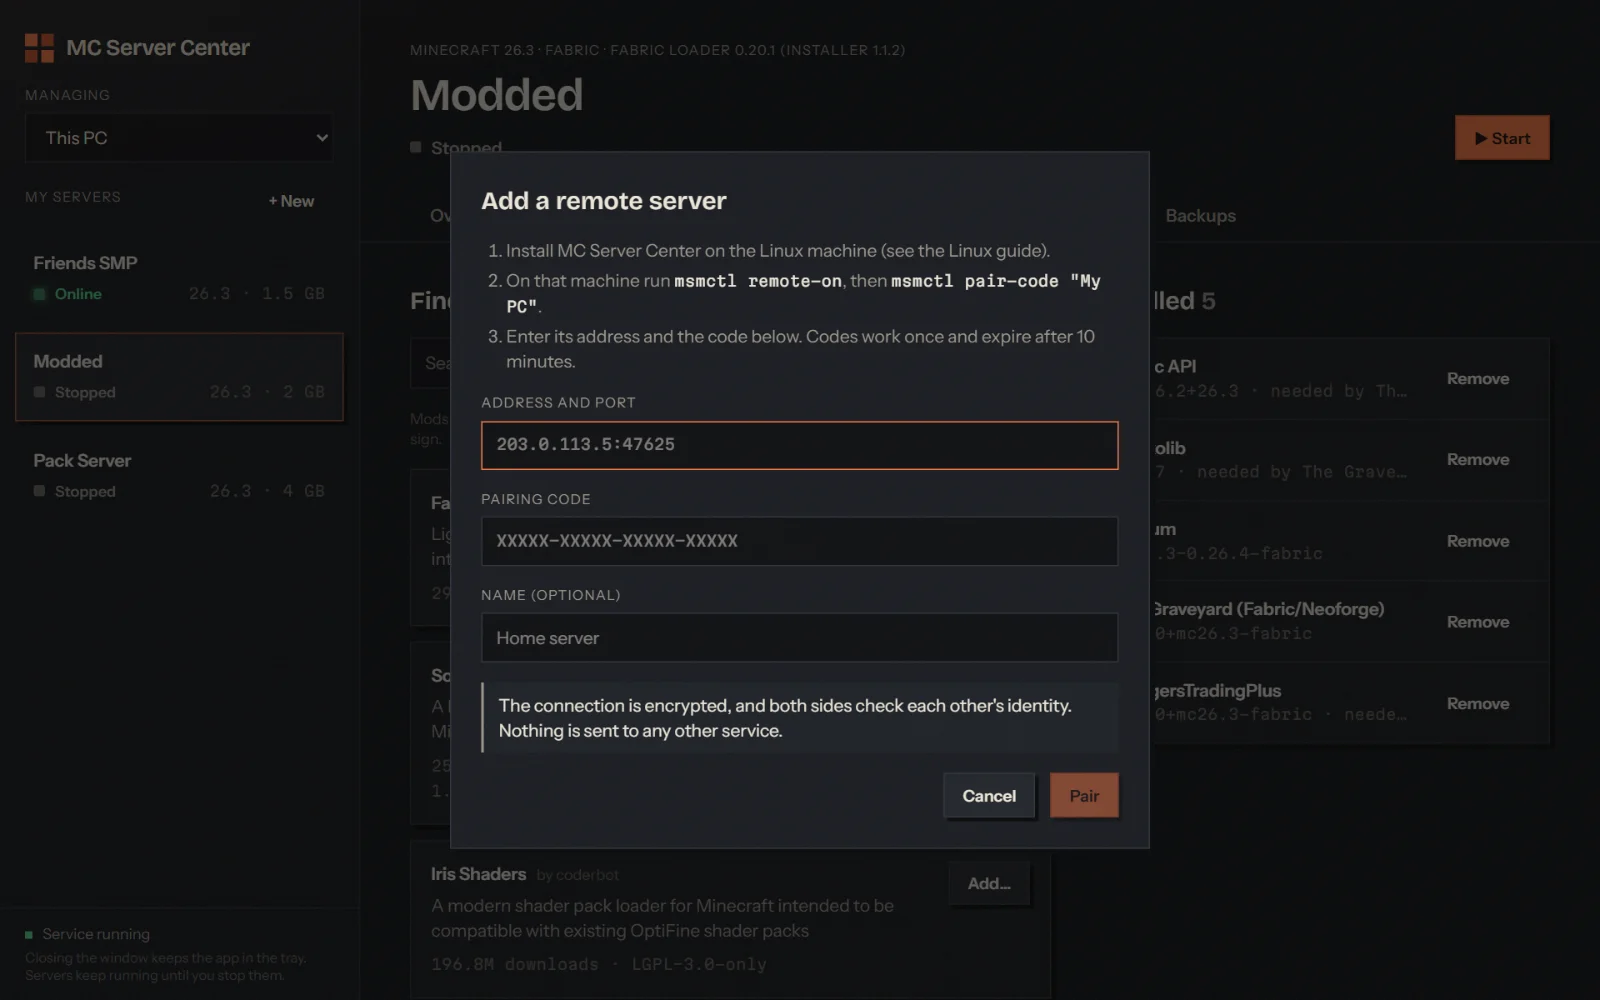 MC Server Center
MANAGING
This PC
MY SERVERS
+ New
Friends SMP
Online
26.3 · 1.5 GB
Modded
Stopped
26.3 · 2 GB
Pack Server
Stopped
26.3 · 4 GB
Service running
Closing the window keeps the app in the tray.
Servers keep running until you stop them.
MINECRAFT 26.3 · FABRIC · FABRIC LOADER 0.20.1 (INSTALLER 1.1.2)
Modded
Stopped
▶ Start
Backups
Add a remote server
1. Install MC Server Center on the Linux machine (see the Linux guide).
2. On that machine run msmctl remote-on, then msmctl pair-code "My
PC".
3. Enter its address and the code below. Codes work once and expire after 10
minutes.
ADDRESS AND PORT
203.0.113.5:47625
PAIRING CODE
XXXXX-XXXXX-XXXXX-XXXXX
NAME (OPTIONAL)
Home server
The connection is encrypted, and both sides check each other's identity.
Nothing is sent to any other service.
Cancel
Pair
Mods
sign.
Iris Shaders by coderbot
Add...
A modern shader pack loader for Minecraft intended to be
compatible with existing OptiFine shader packs
196.8M downloads · LGPL-3.0-only
lled 5
c API
6.2+26.3 · needed by Th…
Remove
olib
7 · needed by The Grave…
Remove
um
.3-0.26.4-fabric
Remove
Graveyard (Fabric/Neoforge)
0+mc26.3-fabric
Remove
gersTradingPlus
0+mc26.3-fabric · neede…
Remove